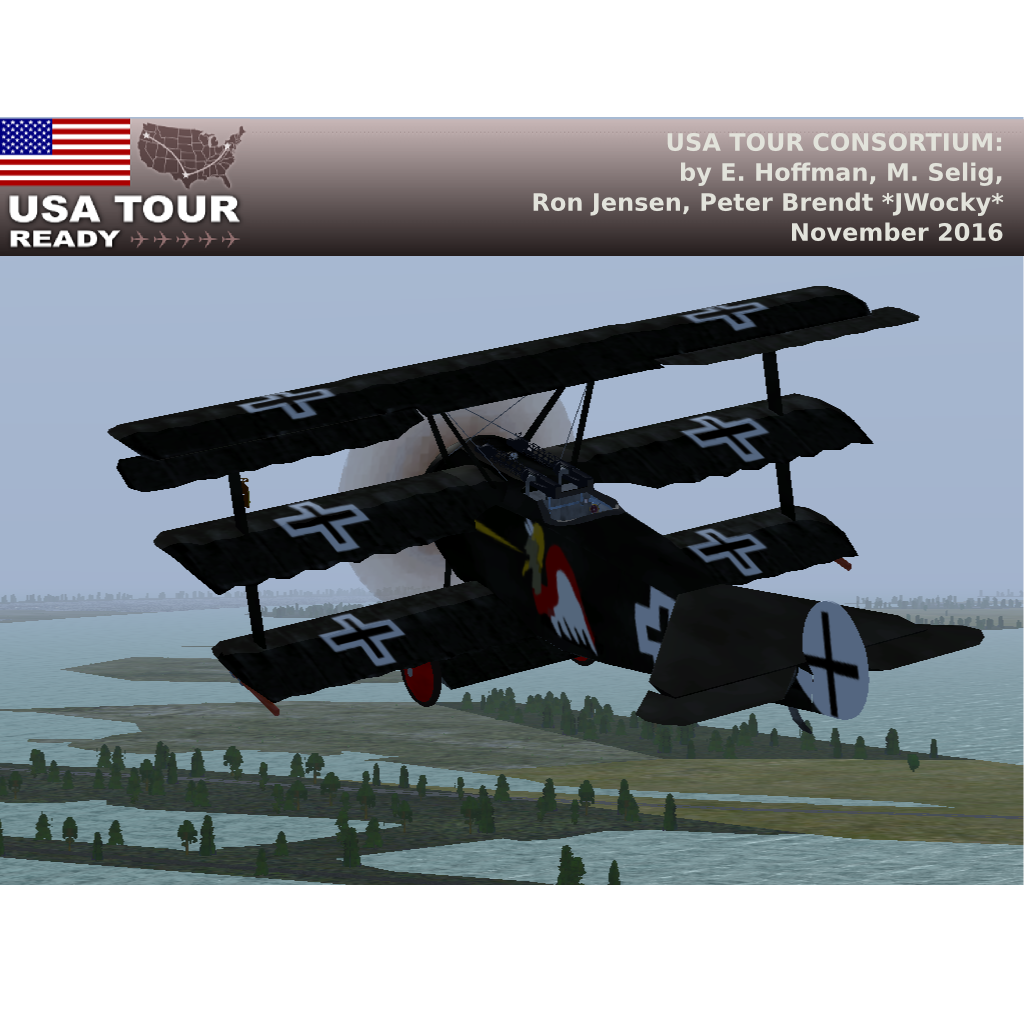 USA TOUR
READY
USA TOUR CONSORTIUM:
by E. Hoffman, M. Selig,
Ron Jensen, Peter Brendt *JWocky*
November 2016